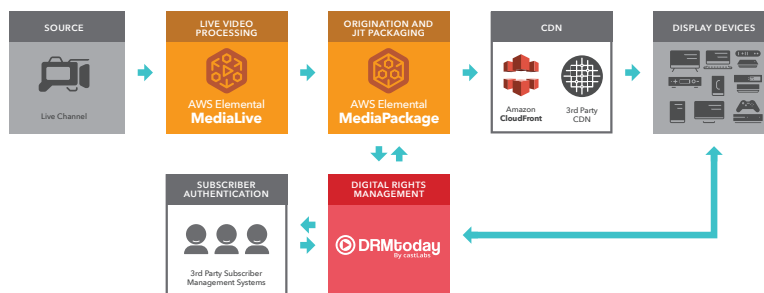 SOURCE
Live Channel
LIVE VIDEO
PROCESSING
AWS Elemental
MediaLive
ORIGINATION AND
JIT PACKAGING
AWS Elemental
MediaPackage
CDN
Amazon
CloudFront
3rd Party
CDN
DISPLAY DEVICES
SUBSCRIBER
AUTHENTICATION
3rd Party Subscriber
Management Systems
DIGITAL RIGHTS
MANAGEMENT
DRMtoday
By castLabs